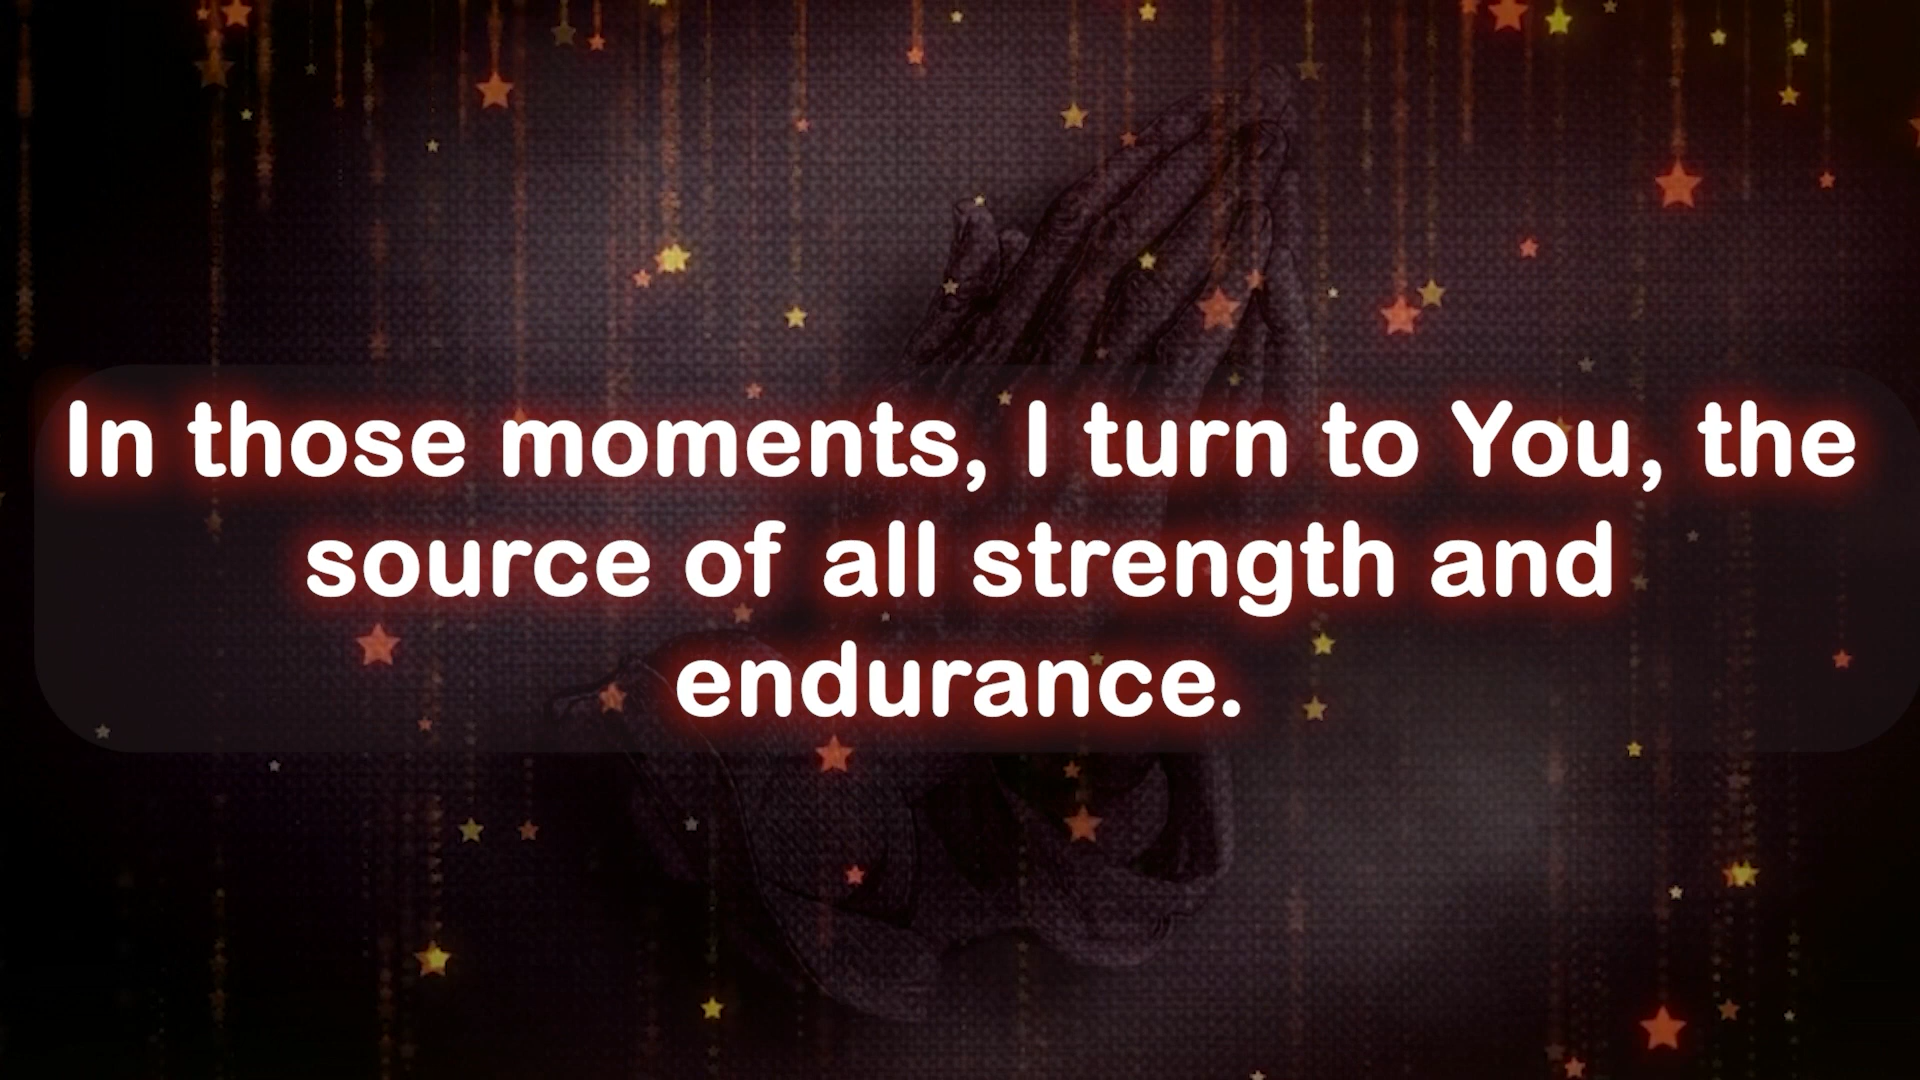 In those moments, I turn to You, the
source of all strength and
endurance.